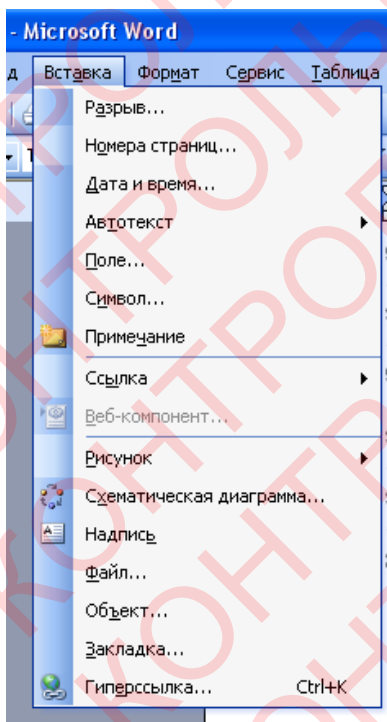 - Microsoft Word
д Вставка Формат Сервис Таблица
Разрыв...
Номера страниц...
Дата и время...
Автотекст
Поле...
Символ...
Примечание
Ссылка
Веб-компонент...
Рисунок
Схематическая диаграмма...
Надпись
Файл...
Объект...
Закладка...
Гиперссылка... Ctrl+K